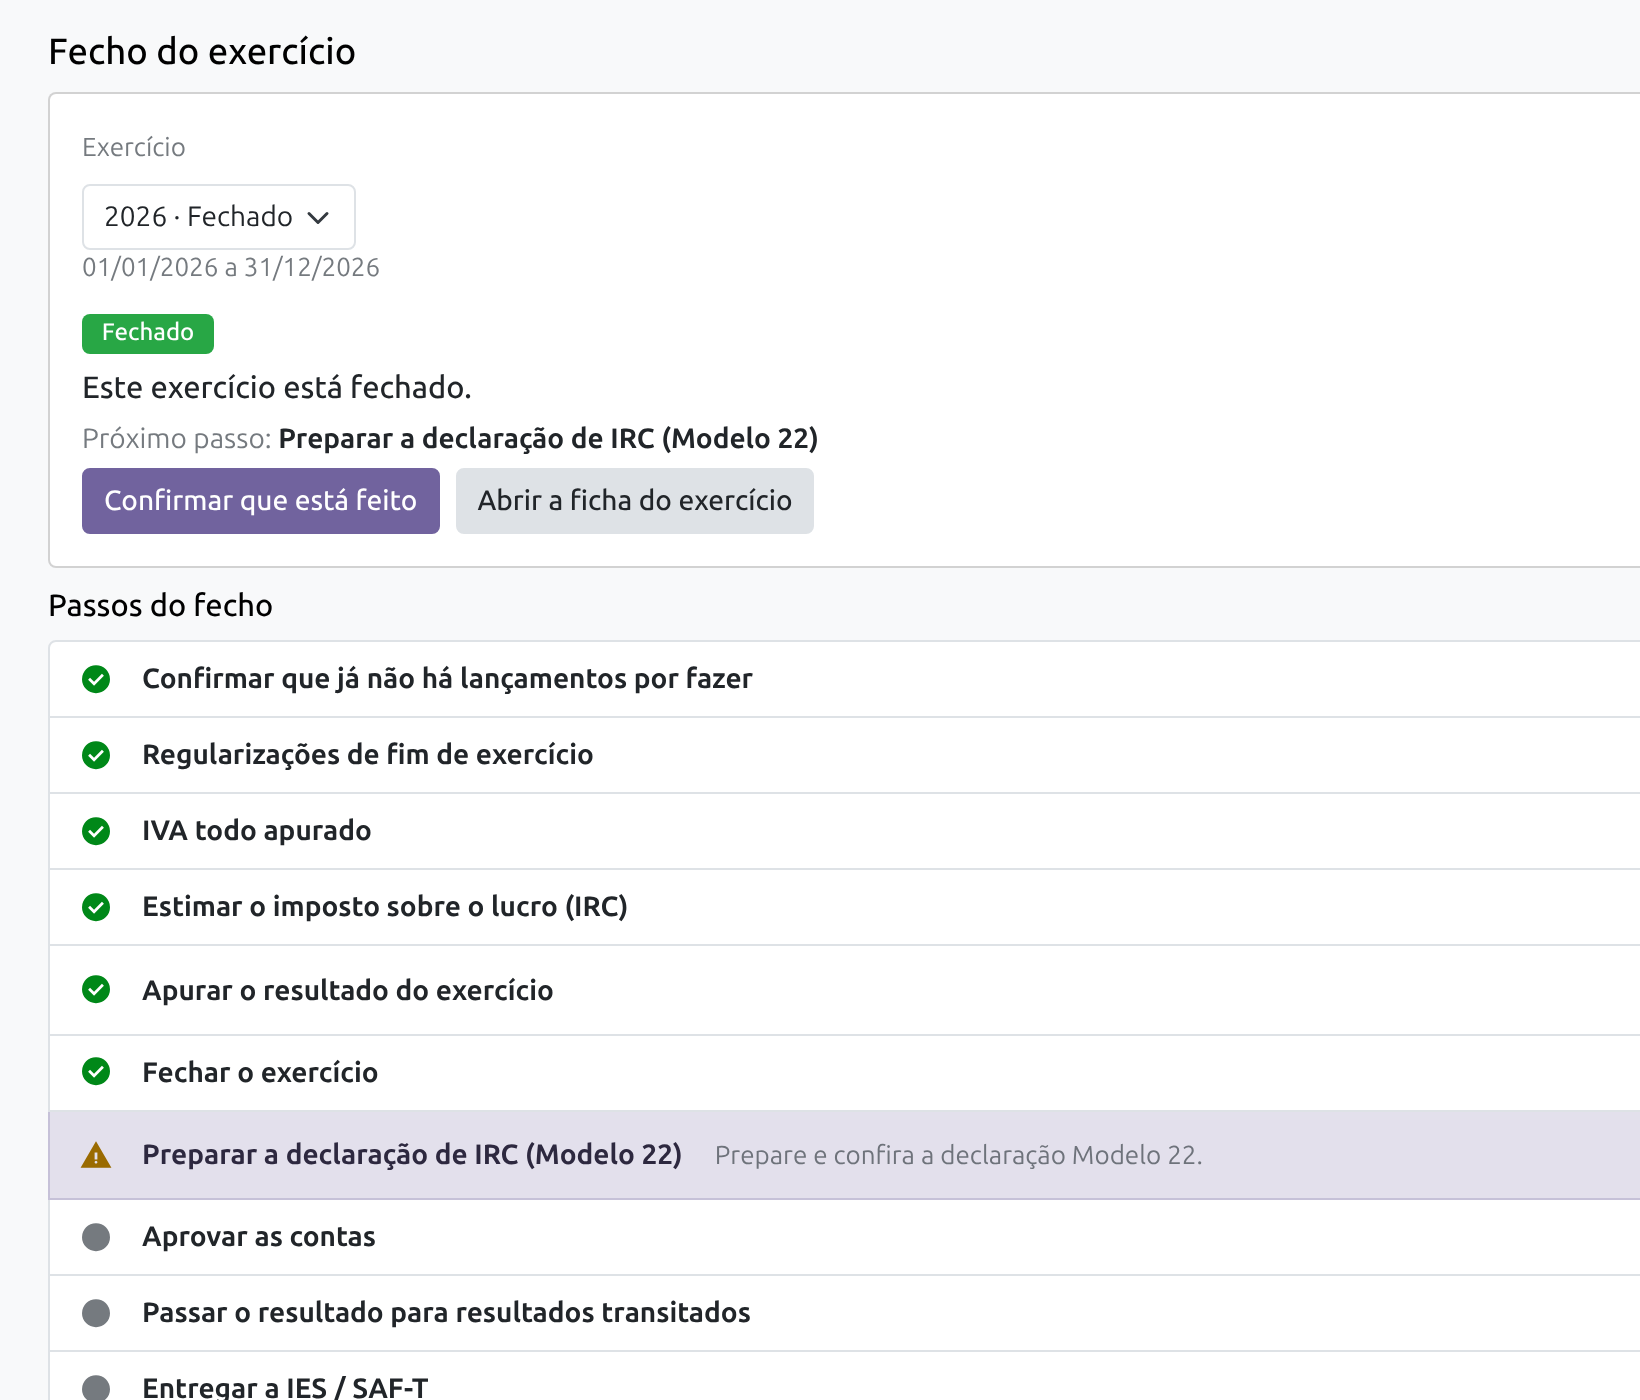 Fecho do exercício
Exercício
2026 · Fechado
01/01/2026 a 31/12/2026
Fechado
Este exercício está fechado.
Próximo passo: Preparar a declaração de IRC (Modelo 22)
Confirmar que está feito
Abrir a ficha do exercício
Passos do fecho
Confirmar que já não há lançamentos por fazer
Regularizações de fim de exercício
IVA todo apurado
Estimar o imposto sobre o lucro (IRC)
Apurar o resultado do exercício
Fechar o exercício
Preparar a declaração de IRC (Modelo 22) Prepare e confira a declaração Modelo 22.
Aprovar as contas
Passar o resultado para resultados transitados
Entregar a IES / SAF-T